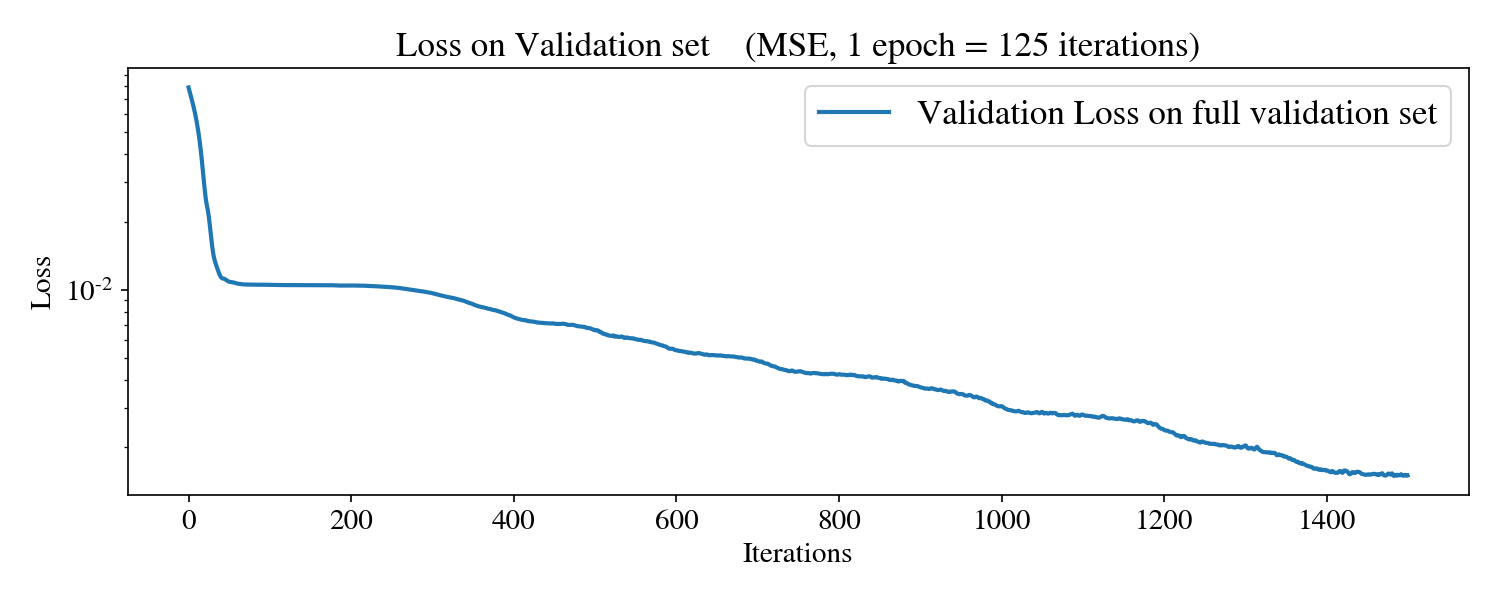 Loss on Validation set (MSE, 1 epoch = 125 iterations)
Validation Loss on full validation set
Loss
10⁻²
0 200 400 600 800 1000 1200 1400
Iterations